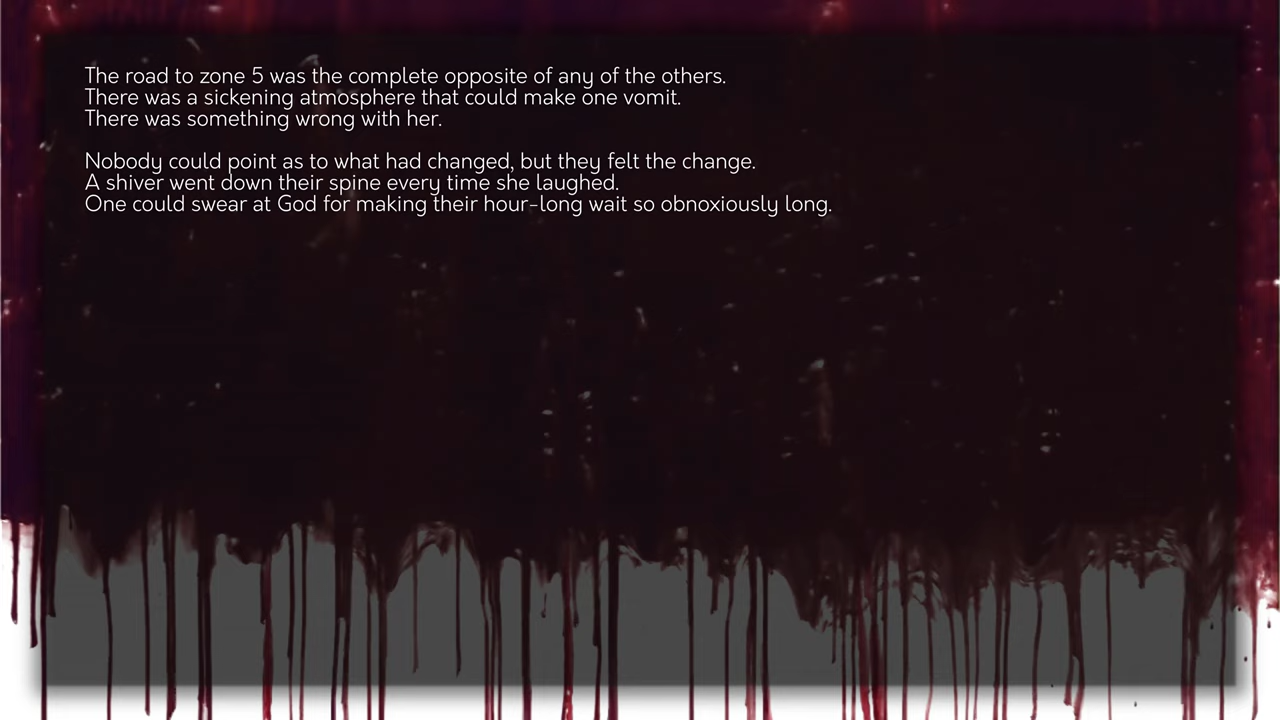 The road to zone 5 was the complete opposite of any of the others.
There was a sickening atmosphere that could make one vomit.
There was something wrong with her.
Nobody could point as to what had changed, but they felt the change.
A shiver went down their spine every time she laughed.
One could swear at God for making their hour-long wait so obnoxiously long.